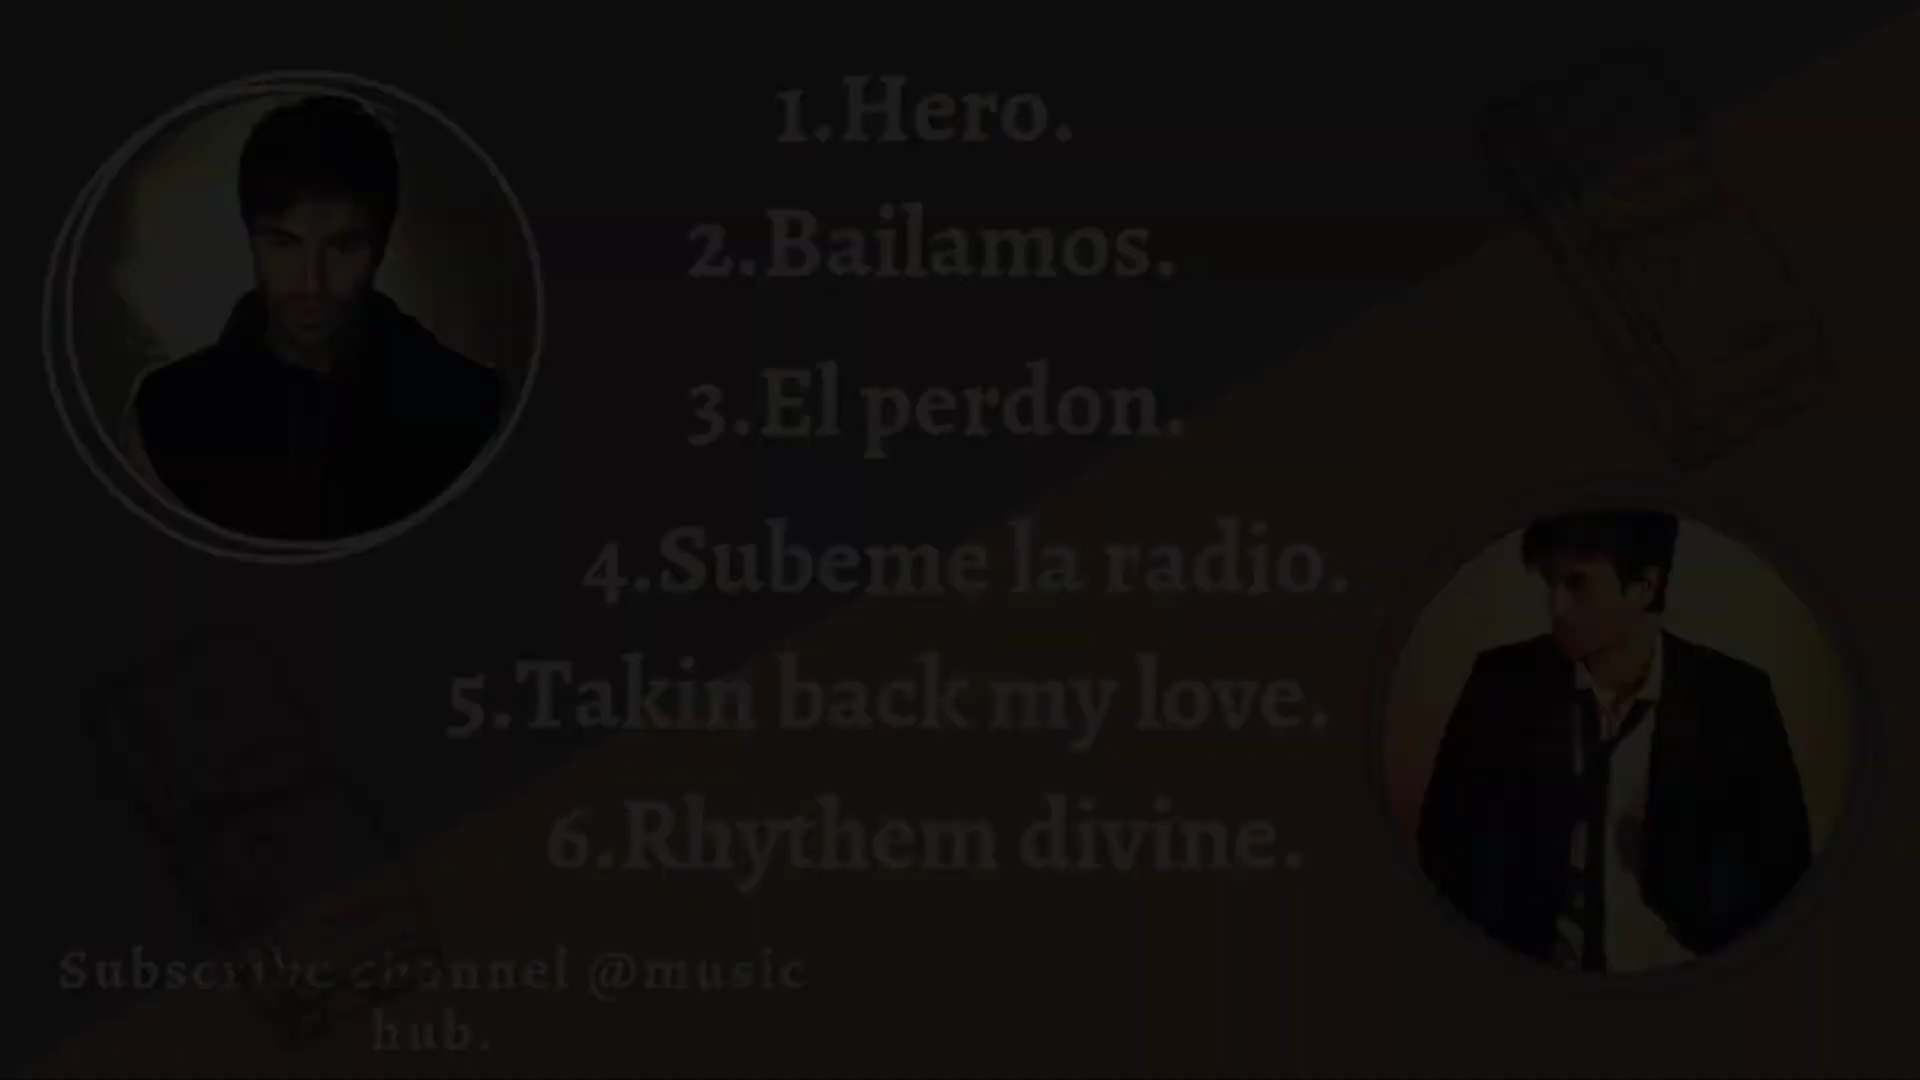 1.Hero.
2.Bailamos.
3.El perdon.
4.Subeme la radio.
5.Takin back my love.
6.Rhythem divine.
Subscribe channel @music
hub.